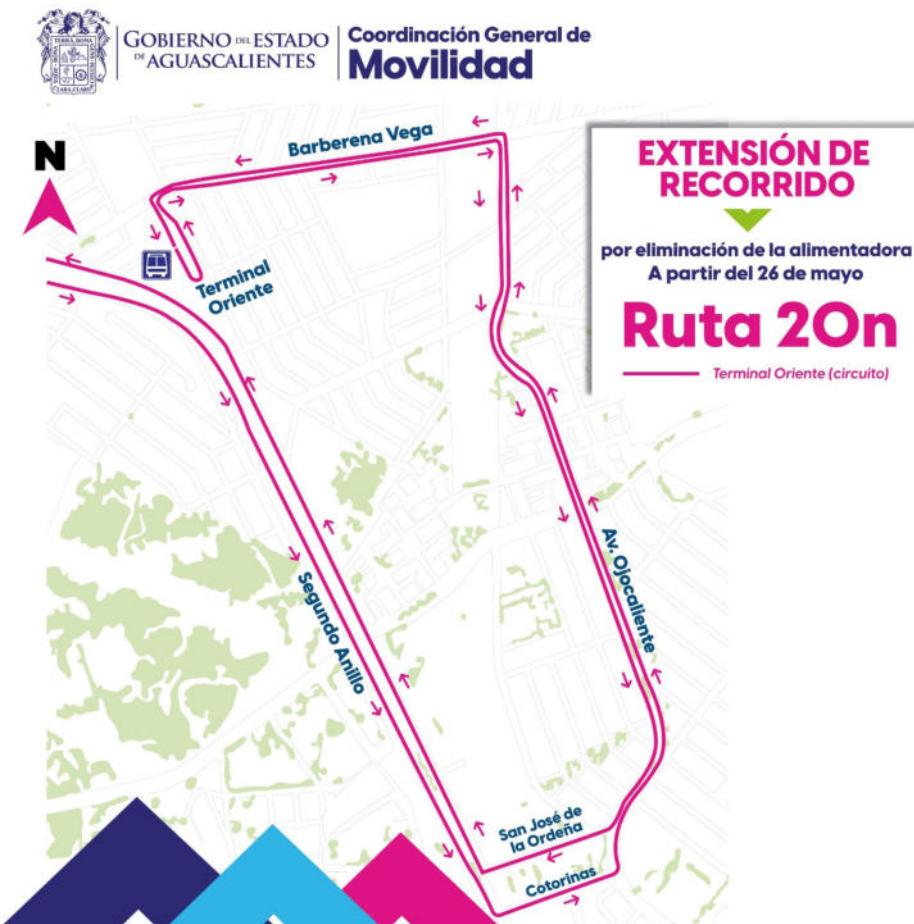 GOBIERNO DEL ESTADO
DE AGUASCALIENTES
Coordinación General de
Movilidad
N
Barberena Vega
EXTENSIÓN DE
RECORRIDO
por eliminación de la alimentadora
A partir del 26 de mayo
Ruta 20n
Terminal Oriente (circuito)
Terminal
Oriente
Segundo Anillo
Av. Ojocaliente
San José de
la Ordeña
Cotorinas